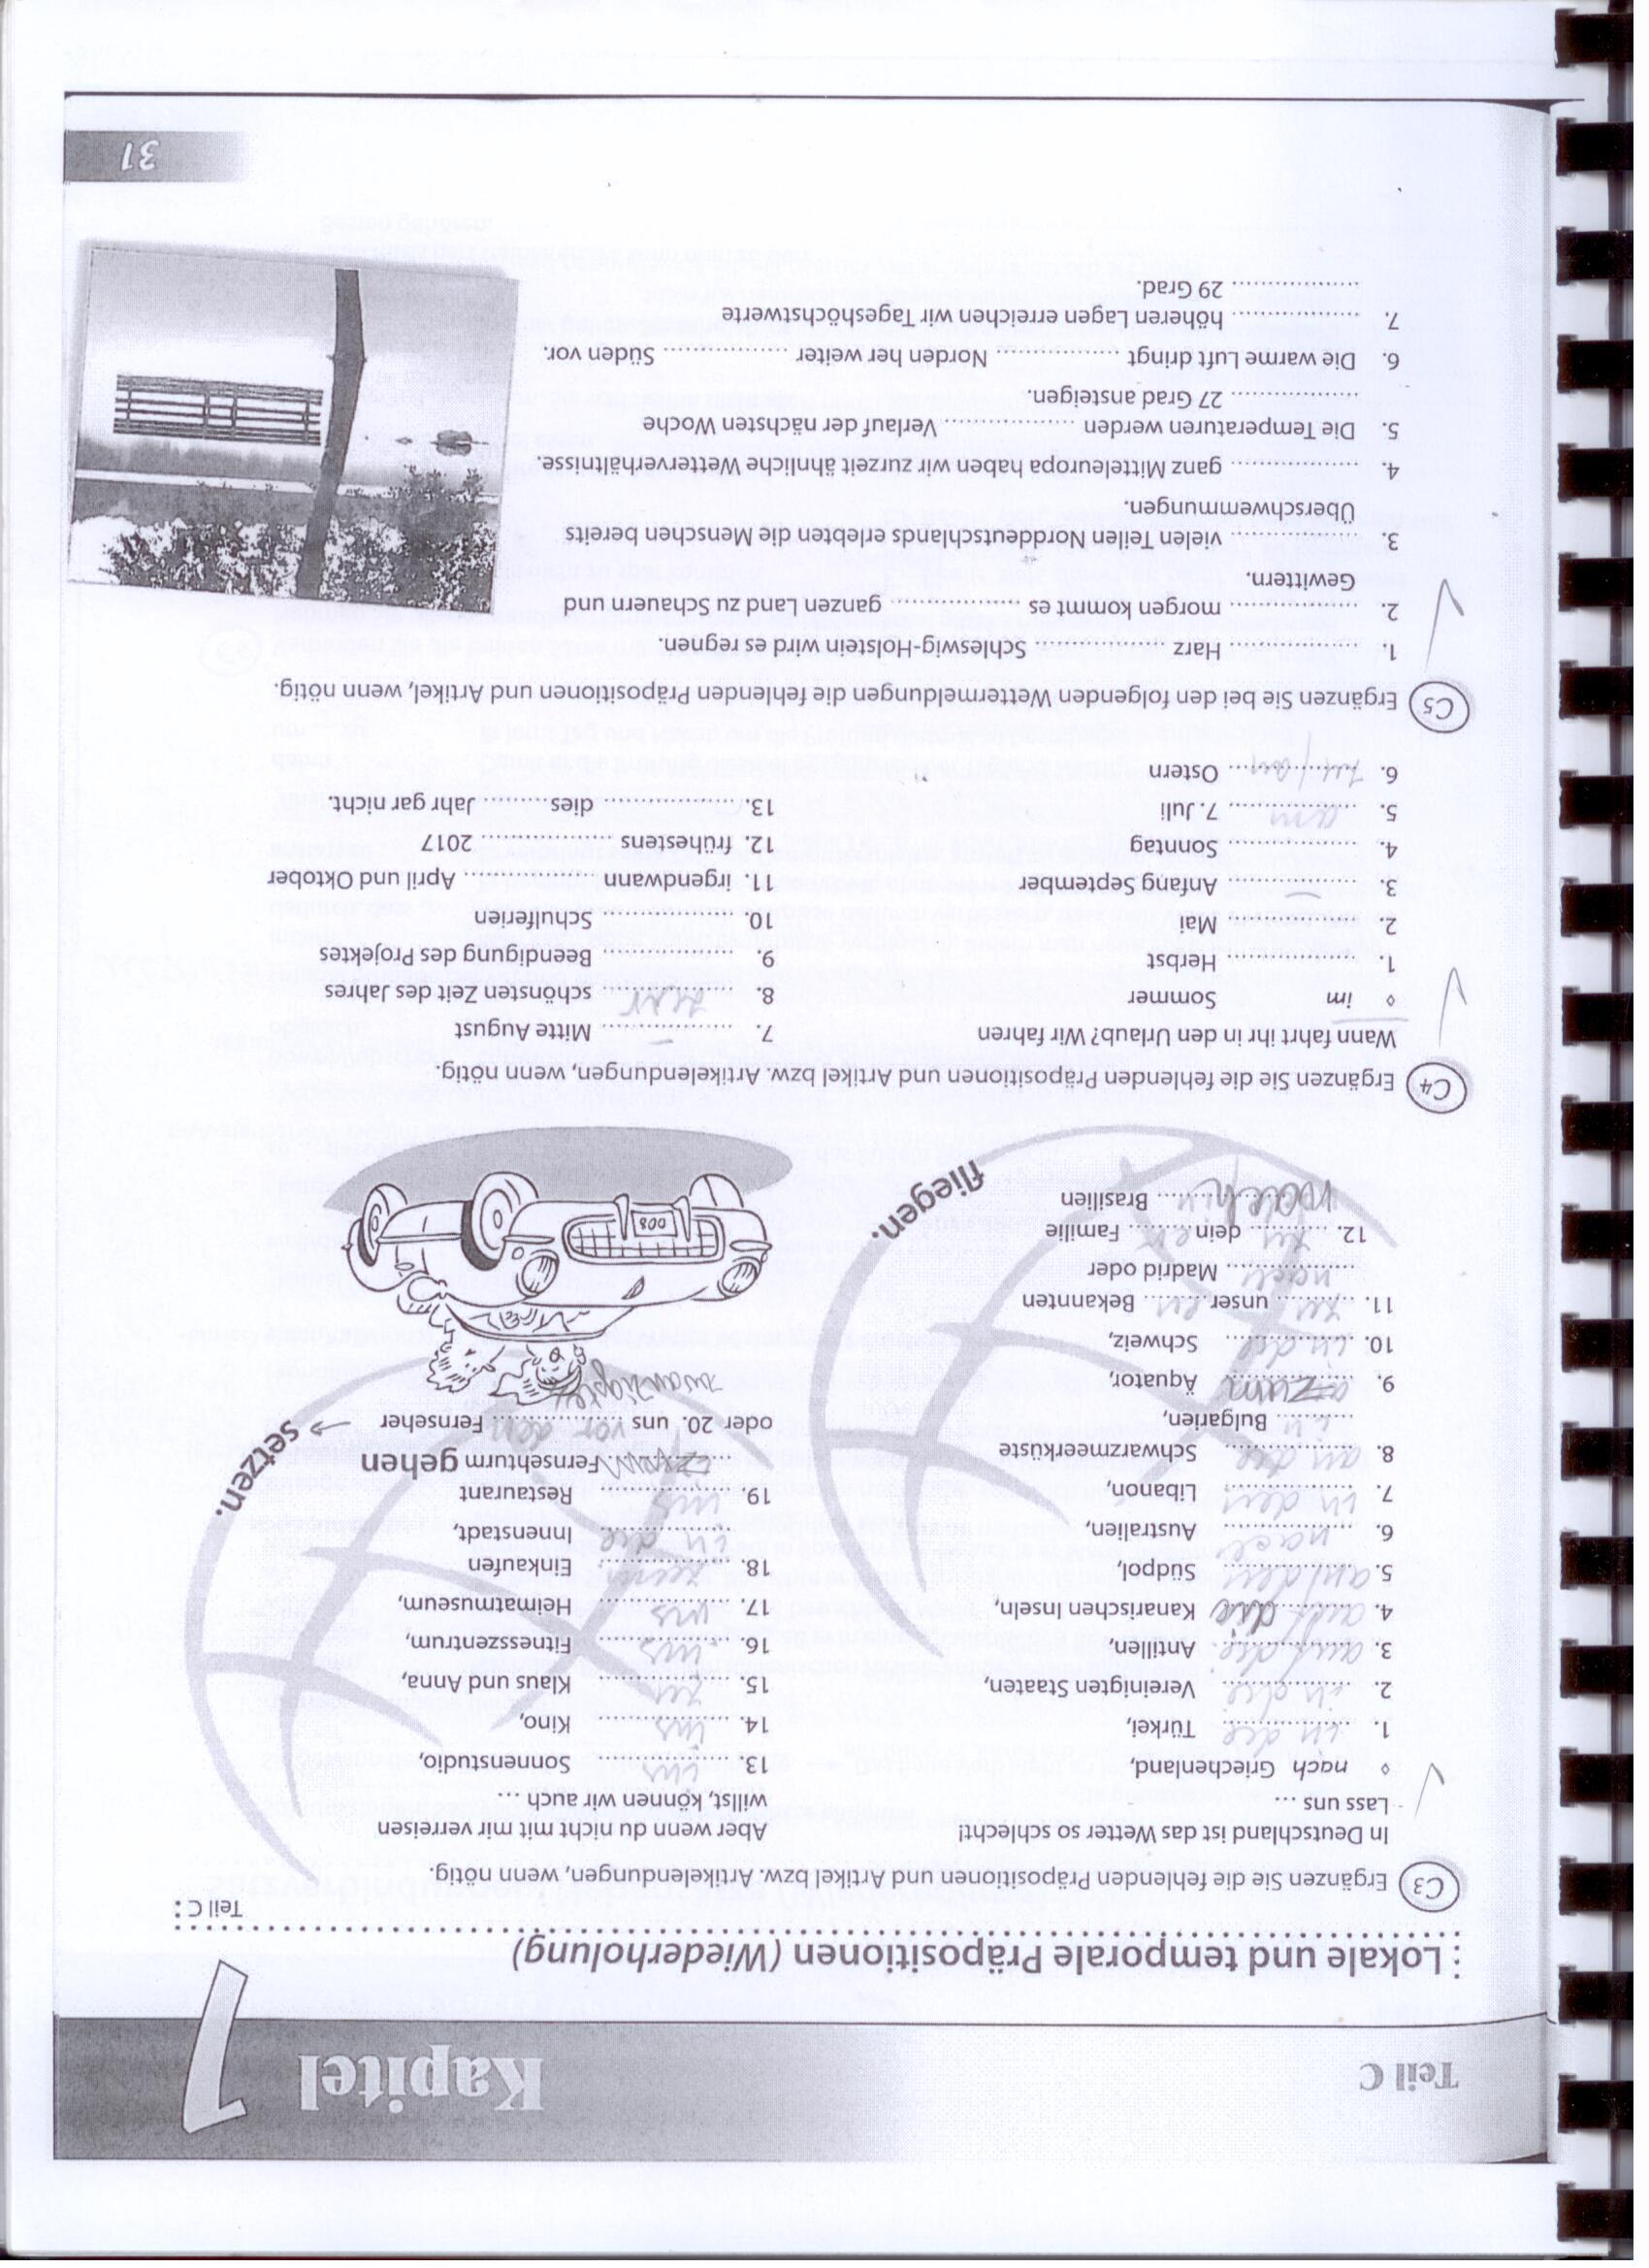 Teil C
Kapitel 1
Lokale und temporale Präpositionen (Wiederholung)
Teil C
C3 Ergänzen Sie die fehlenden Präpositionen und Artikel bzw. Artikelendungen, wenn nötig.
In Deutschland ist das Wetter so schlecht!
Lass uns …
◊ nach Griechenland,
1. in die Türkei,
2. in die Vereinigten Staaten,
3. auf die Antillen,
4. auf die Kanarischen Inseln,
5. an den Südpol,
6. nach Australien,
7. in den Libanon,
8. an die Schwarzmeerküste
in Bulgarien,
9. zum Äquator,
10. in die Schweiz,
11. zu unser en Bekannten
nach Madrid oder
12. zu dein er Familie
nach Brasilien
fliegen.
Aber wenn du nicht mit mir verreisen
willst, können wir auch …
13. ins Sonnenstudio,
14. ins Kino,
15. zu Klaus und Anna,
16. ins Fitnesszentrum,
17. ins Heimatmuseum,
18. zum Einkaufen
in die Innenstadt,
19. ins Restaurant
zum Fernsehturm gehen
oder 20. uns vor den Fernseher → setzen.
008
C4 Ergänzen Sie die fehlenden Präpositionen und Artikel bzw. Artikelendungen, wenn nötig.
Wann fahrt ihr in den Urlaub? Wir fahren
◊ im Sommer
1. ................ Herbst
2. ................ Mai
3. – Anfang September
4. ................ Sonntag
5. am 7. Juli
6. zu / an Ostern
7. – Mitte August
8. zur schönsten Zeit des Jahres
9. ................ Beendigung des Projektes
10. ................ Schulferien
11. irgendwann ................ April und Oktober
12. frühestens ................ 2017
13. ................ dies ........ Jahr gar nicht.
C5 Ergänzen Sie bei den folgenden Wettermeldungen die fehlenden Präpositionen und Artikel, wenn nötig.
1. ................ Harz ................ Schleswig-Holstein wird es regnen.
2. ................ morgen kommt es ................ ganzen Land zu Schauern und
Gewittern.
3. ................ vielen Teilen Norddeutschlands erlebten die Menschen bereits
Überschwemmungen.
4. ................ ganz Mitteleuropa haben wir zurzeit ähnliche Wetterverhältnisse.
5. Die Temperaturen werden ................ Verlauf der nächsten Woche
................ 27 Grad ansteigen.
6. Die warme Luft dringt ................ Norden her weiter ................ Süden vor.
7. ................ höheren Lagen erreichen wir Tageshöchstwerte
................ 29 Grad.
31